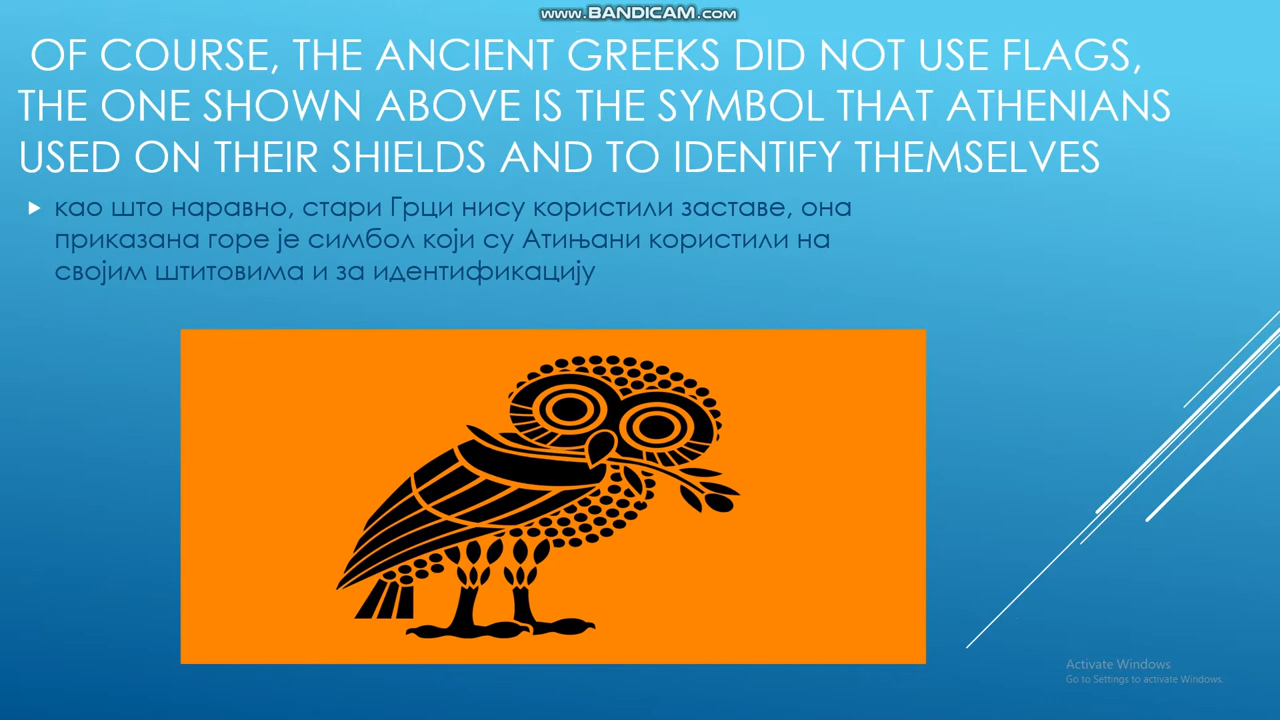 www.BANDICAM.com
OF COURSE, THE ANCIENT GREEKS DID NOT USE FLAGS,
THE ONE SHOWN ABOVE IS THE SYMBOL THAT ATHENIANS
USED ON THEIR SHIELDS AND TO IDENTIFY THEMSELVES
као што наравно, стари Грци нису користили заставе, она
приказана горе је симбол који су Атињани користили на
својим штитовима и за идентификацију
Activate Windows
Go to Settings to activate Windows.